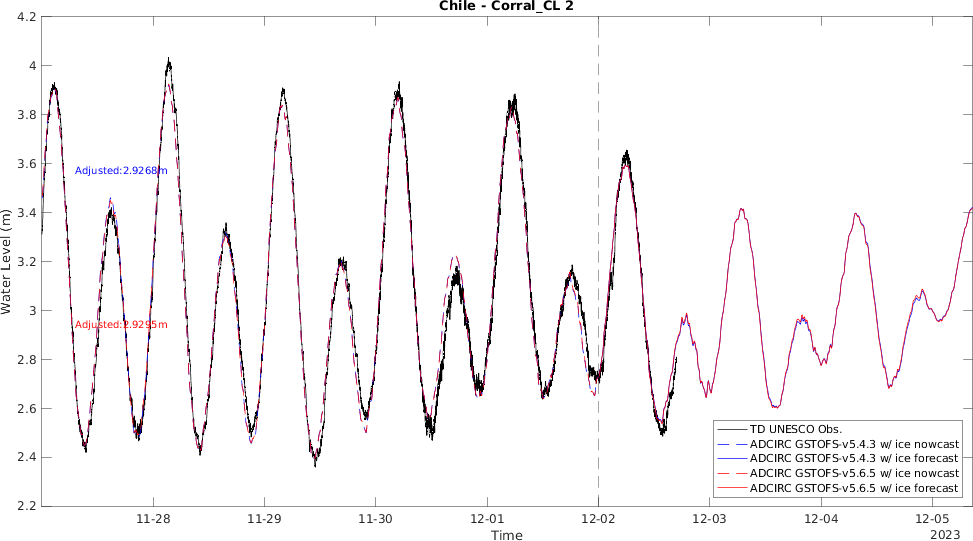 Chile - Corral_CL 2
4.2
4
3.8
3.6
3.4
3.2
3
2.8
2.6
2.4
2.2
Water Level (m)
Adjusted:2.9268m
Adjusted:2.9295m
TD UNESCO Obs.
ADCIRC GSTOFS-v5.4.3 w/ ice nowcast
ADCIRC GSTOFS-v5.4.3 w/ ice forecast
ADCIRC GSTOFS-v5.6.5 w/ ice nowcast
ADCIRC GSTOFS-v5.6.5 w/ ice forecast
11-28 11-29 11-30 12-01 12-02 12-03 12-04 12-05
Time
2023